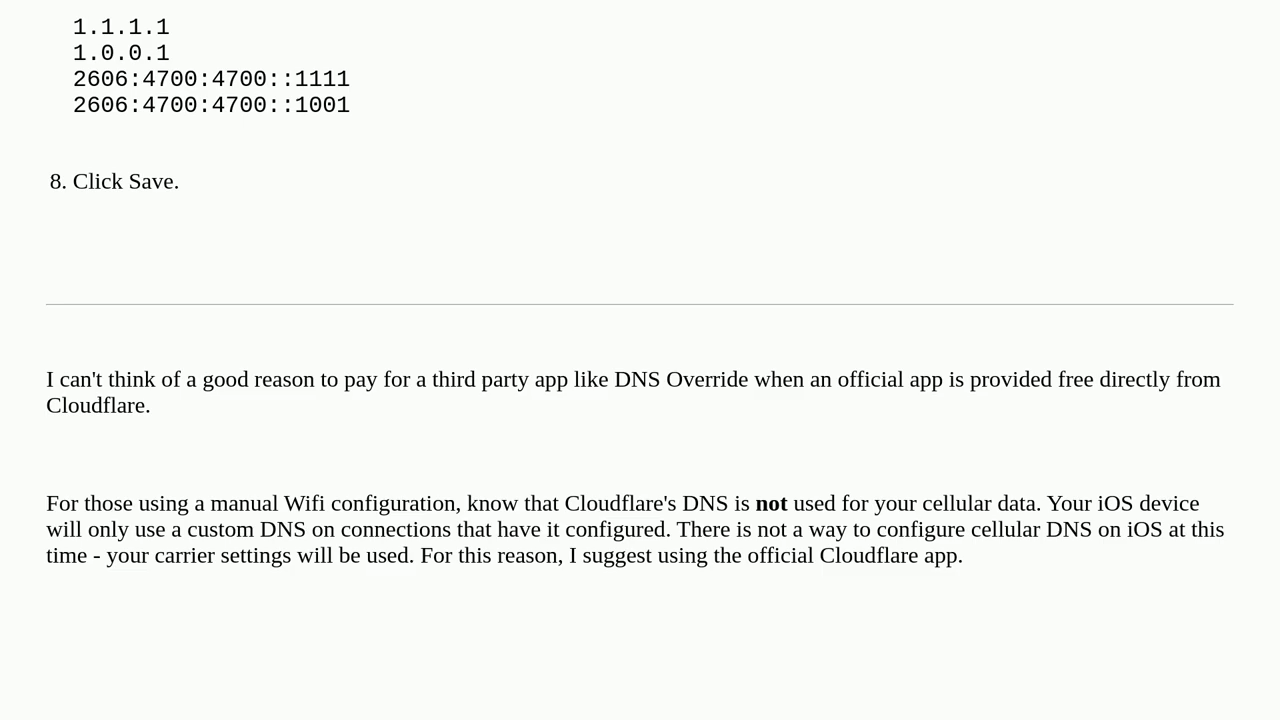 1.1.1.1
1.0.0.1
2606:4700:4700::1111
2606:4700:4700::1001
8. Click Save.
I can't think of a good reason to pay for a third party app like DNS Override when an official app is provided free directly from
Cloudflare.
For those using a manual Wifi configuration, know that Cloudflare's DNS is not used for your cellular data. Your iOS device
will only use a custom DNS on connections that have it configured. There is not a way to configure cellular DNS on iOS at this
time - your carrier settings will be used. For this reason, I suggest using the official Cloudflare app.